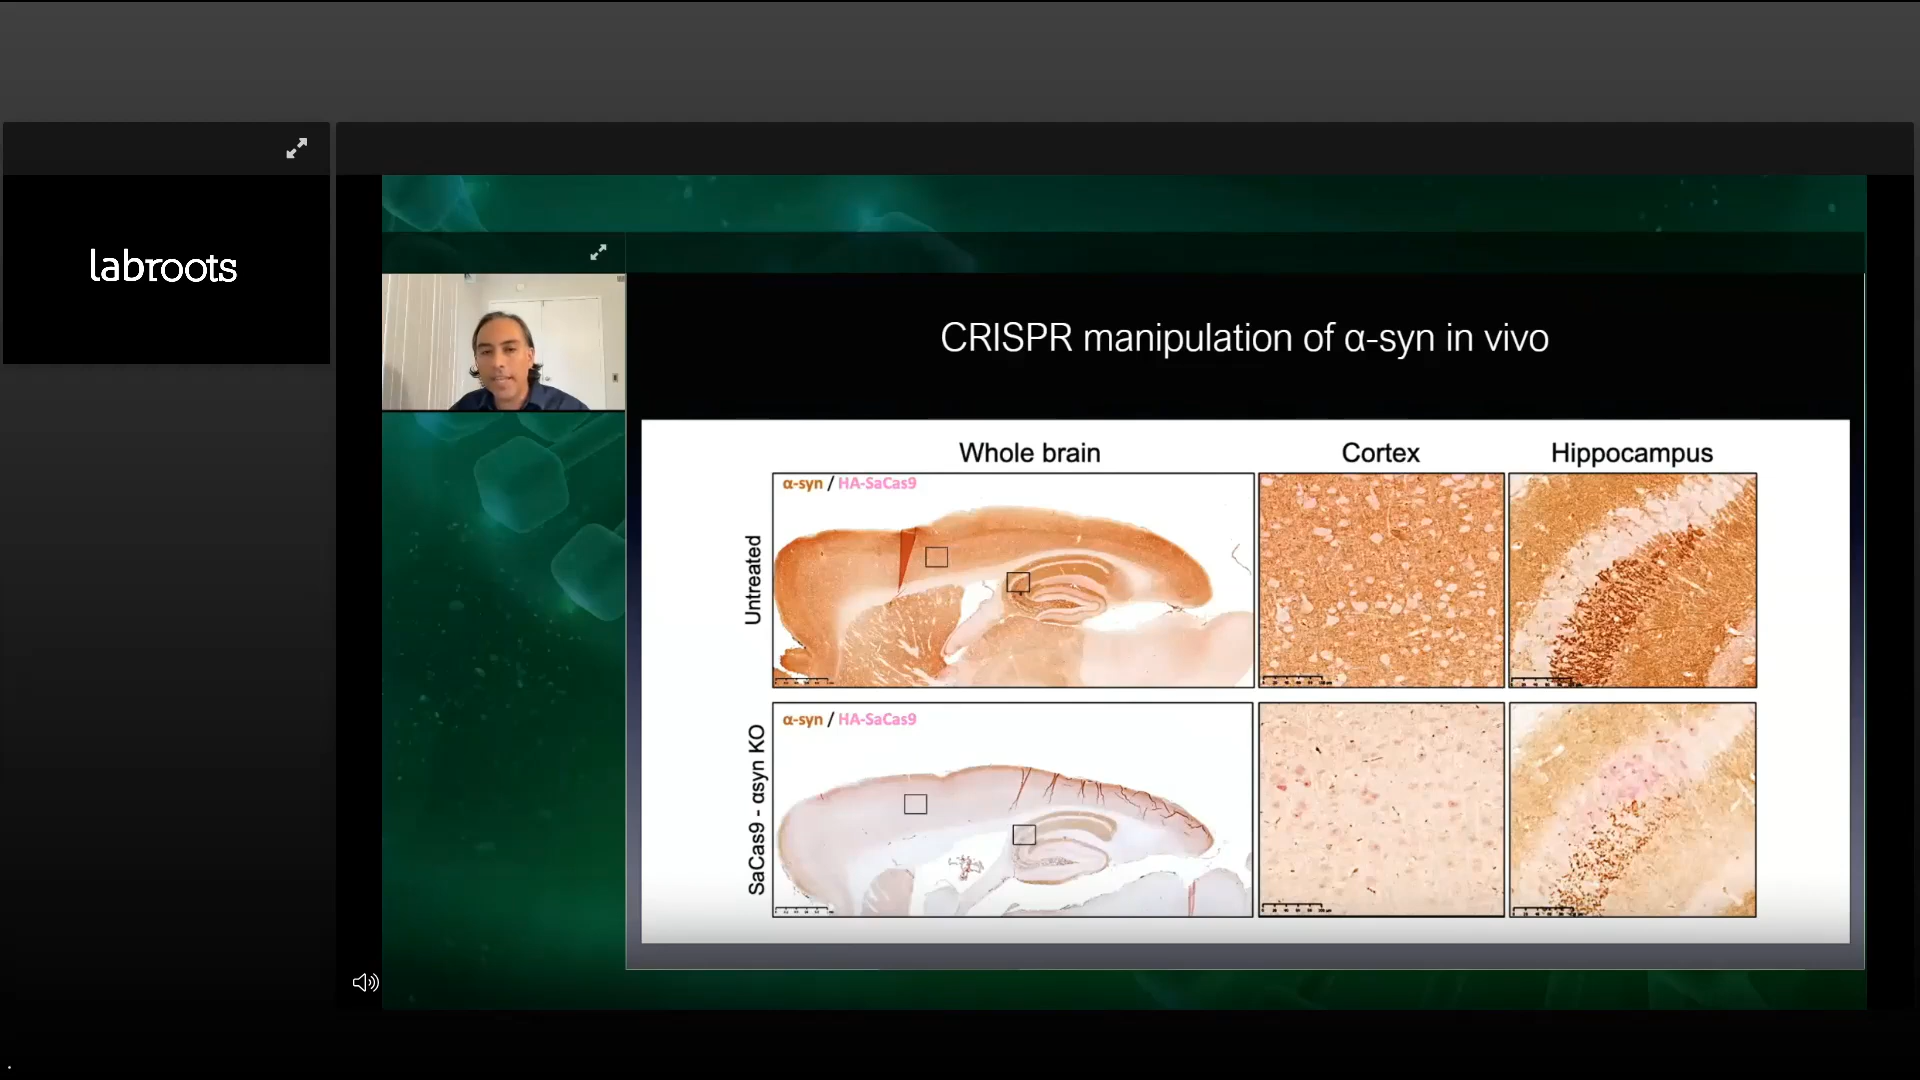 labroots
CRISPR manipulation of α-syn in vivo
Whole brain
Cortex
Hippocampus
Untreated
α-syn / HA-SaCas9
SaCas9 - αsyn KO
α-syn / HA-SaCas9